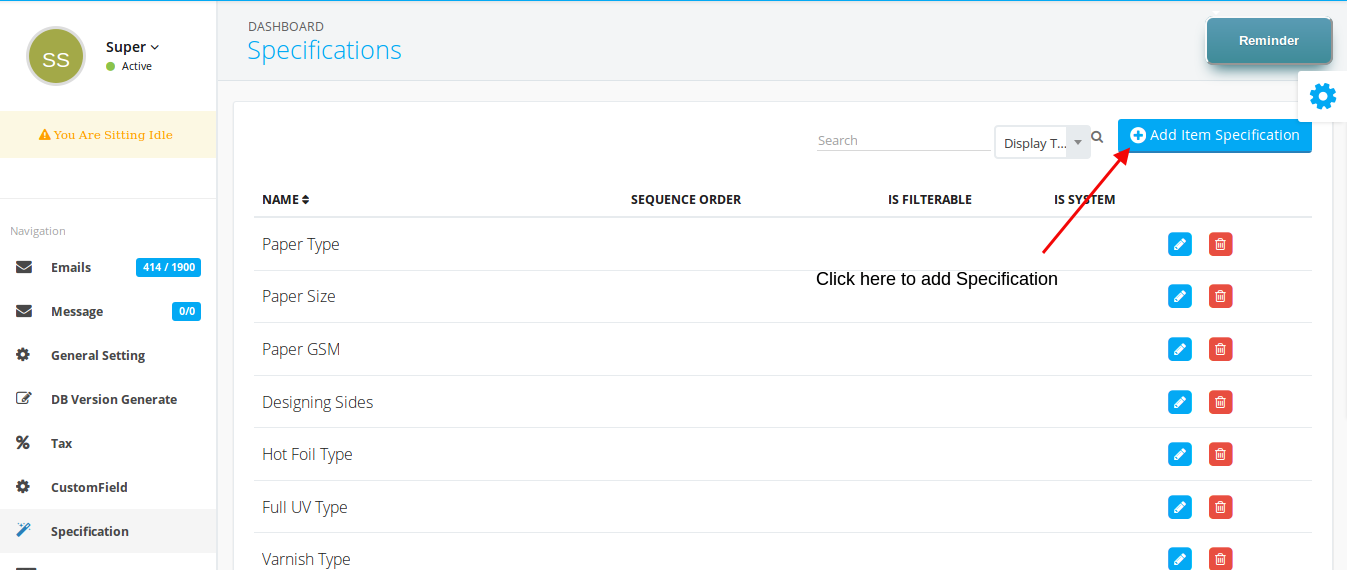 DASHBOARD
Specifications
Reminder
SS
Super
Active
You Are Sitting Idle
Navigation
Emails 414 / 1900
Message 0/0
General Setting
DB Version Generate
Tax
CustomField
Specification
Search
Display T...
Add Item Specification
NAME SEQUENCE ORDER IS FILTERABLE IS SYSTEM
Paper Type
Click here to add Specification
Paper Size
Paper GSM
Designing Sides
Hot Foil Type
Full UV Type
Varnish Type